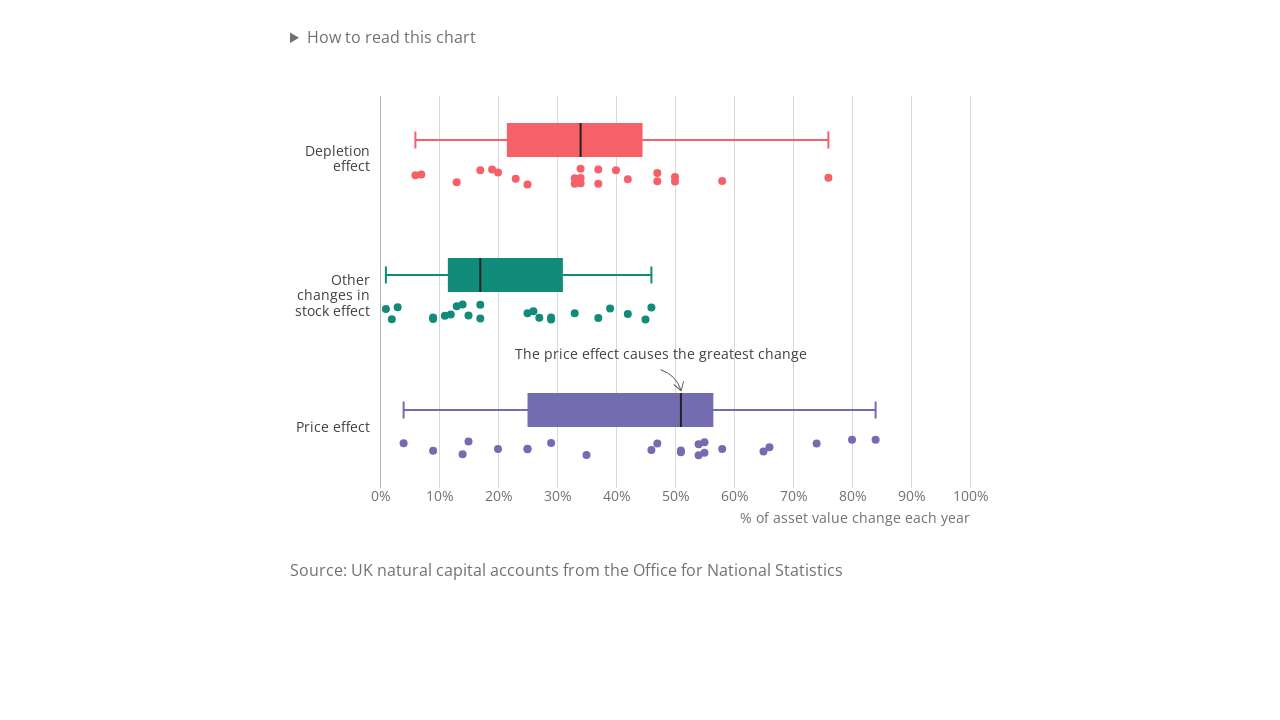 How to read this chart
Depletion
effect
Other
changes in
stock effect
The price effect causes the greatest change
Price effect
0% 10% 20% 30% 40% 50% 60% 70% 80% 90% 100%
% of asset value change each year
Source: UK natural capital accounts from the Office for National Statistics